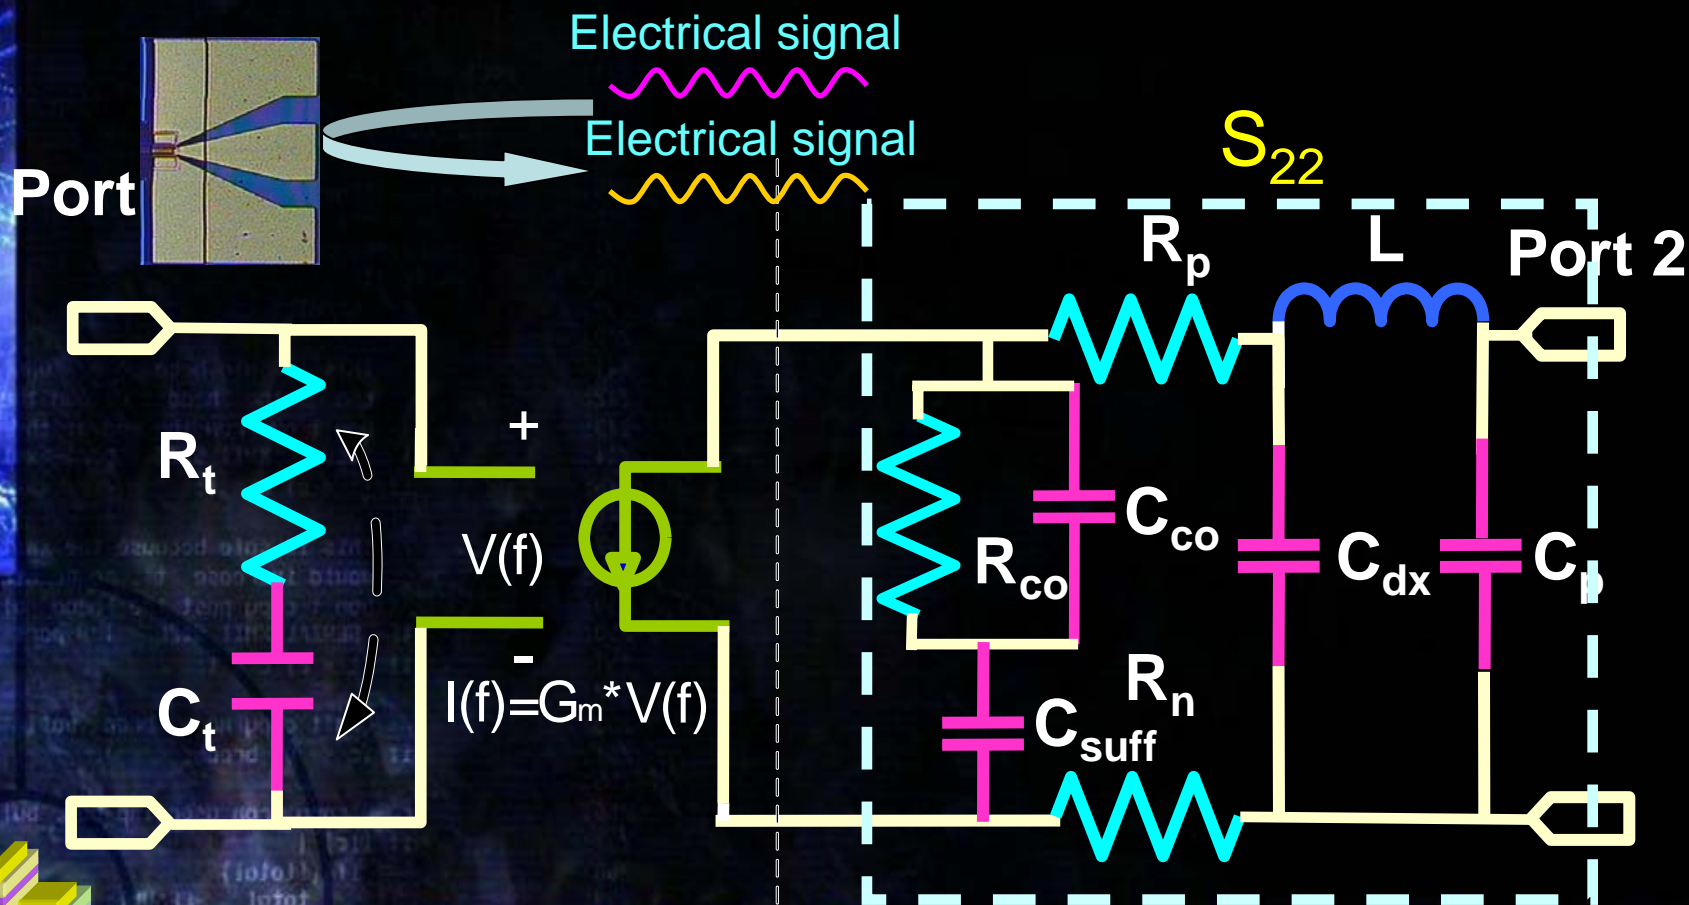 Electrical signal
Electrical signal
S22
Port
Rp
L
Port 2
+
Rt
V(f)
Cco
Rco
Cdx
Cp
-
Rn
Ct
I(f)=Gm*V(f)
Csuff